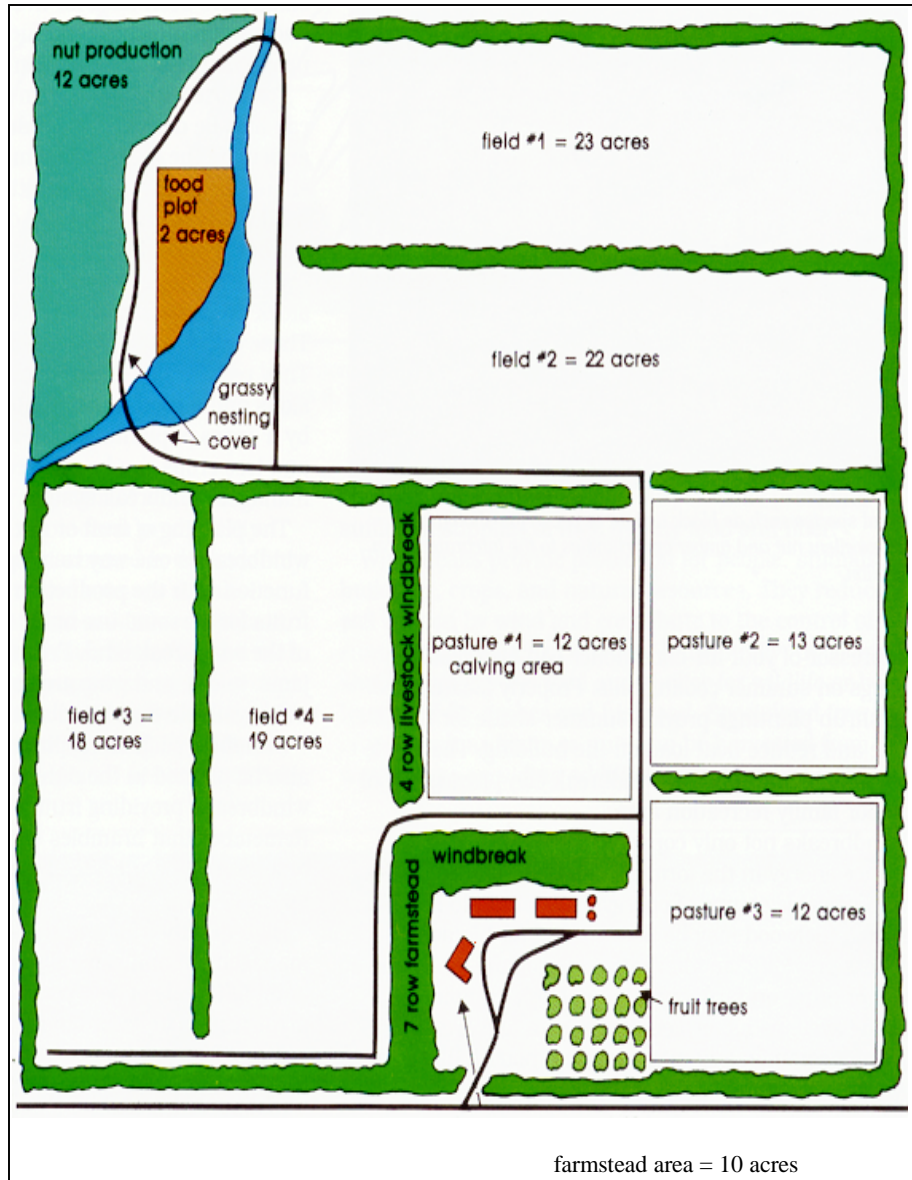 nut production
12 acres
field #1 = 23 acres
food
plot
2 acres
field #2 = 22 acres
grassy
nesting
cover
4 row livestock windbreak
pasture #1 = 12 acres
calving area
pasture #2 = 13 acres
field #3 =
18 acres
field #4 =
19 acres
windbreak
7 row farmstead
pasture #3 = 12 acres
fruit trees
farmstead area = 10 acres